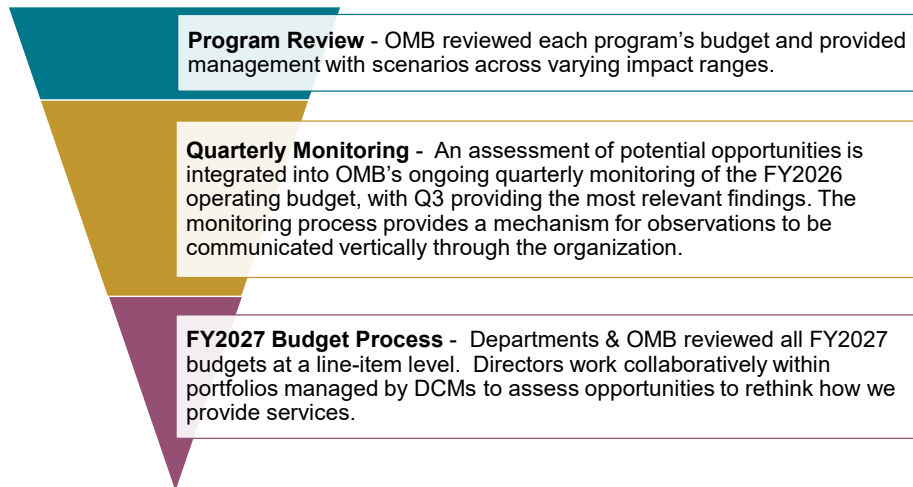 Program Review - OMB reviewed each program’s budget and provided
management with scenarios across varying impact ranges.
Quarterly Monitoring -  An assessment of potential opportunities is
integrated into OMB’s ongoing quarterly monitoring of the FY2026
operating budget, with Q3 providing the most relevant findings. The
monitoring process provides a mechanism for observations to be
communicated vertically through the organization.
FY2027 Budget Process -  Departments & OMB reviewed all FY2027
budgets at a line-item level.  Directors work collaboratively within
portfolios managed by DCMs to assess opportunities to rethink how we
provide services.